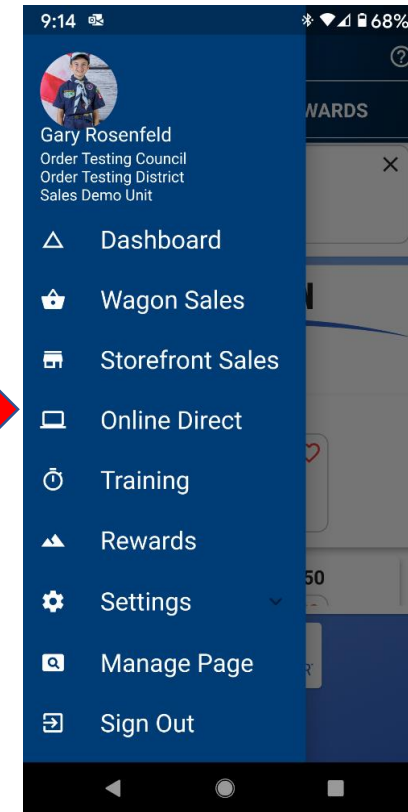 9:14
68%
WARDS
Gary Rosenfeld
Order Testing Council
Order Testing District
Sales Demo Unit
Dashboard
Wagon Sales
Storefront Sales
Online Direct
Training
Rewards
50
Settings
Manage Page
Sign Out